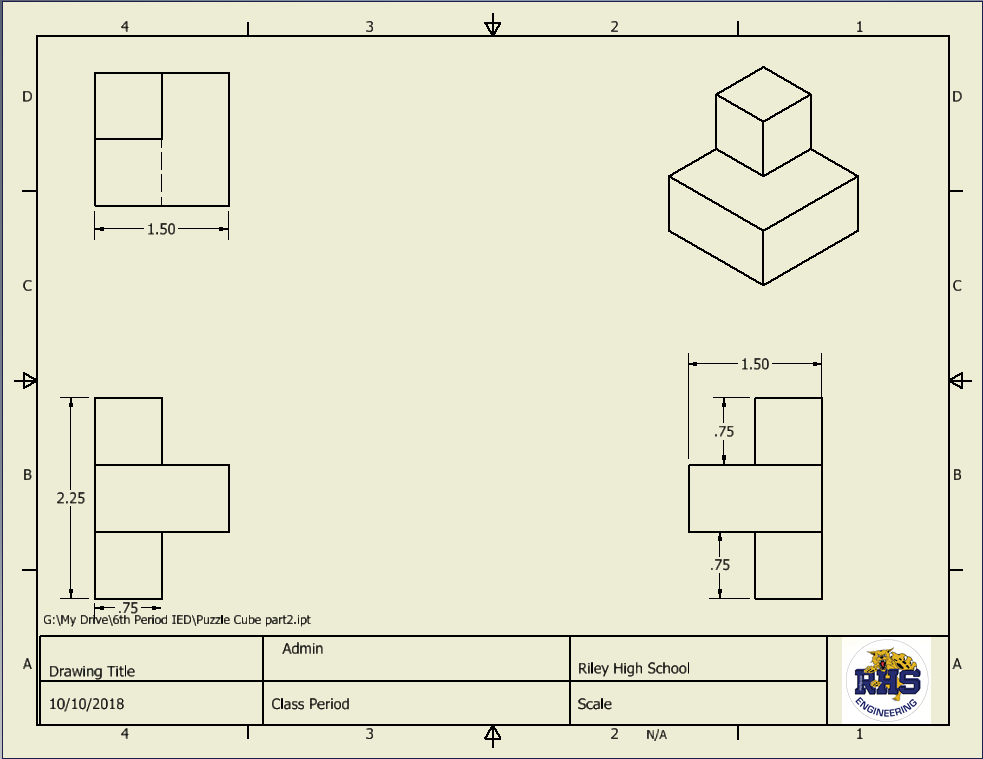 4 3 2 1
D D
1.50
C C
1.50
.75
B B
2.25
.75
.75
G:\My Drive\6th Period IED\Puzzle Cube part2.ipt
Admin
A A
Drawing Title
Riley High School
RHS
ENGINEERING
10/10/2018 Class Period Scale
4 3 2 N/A 1